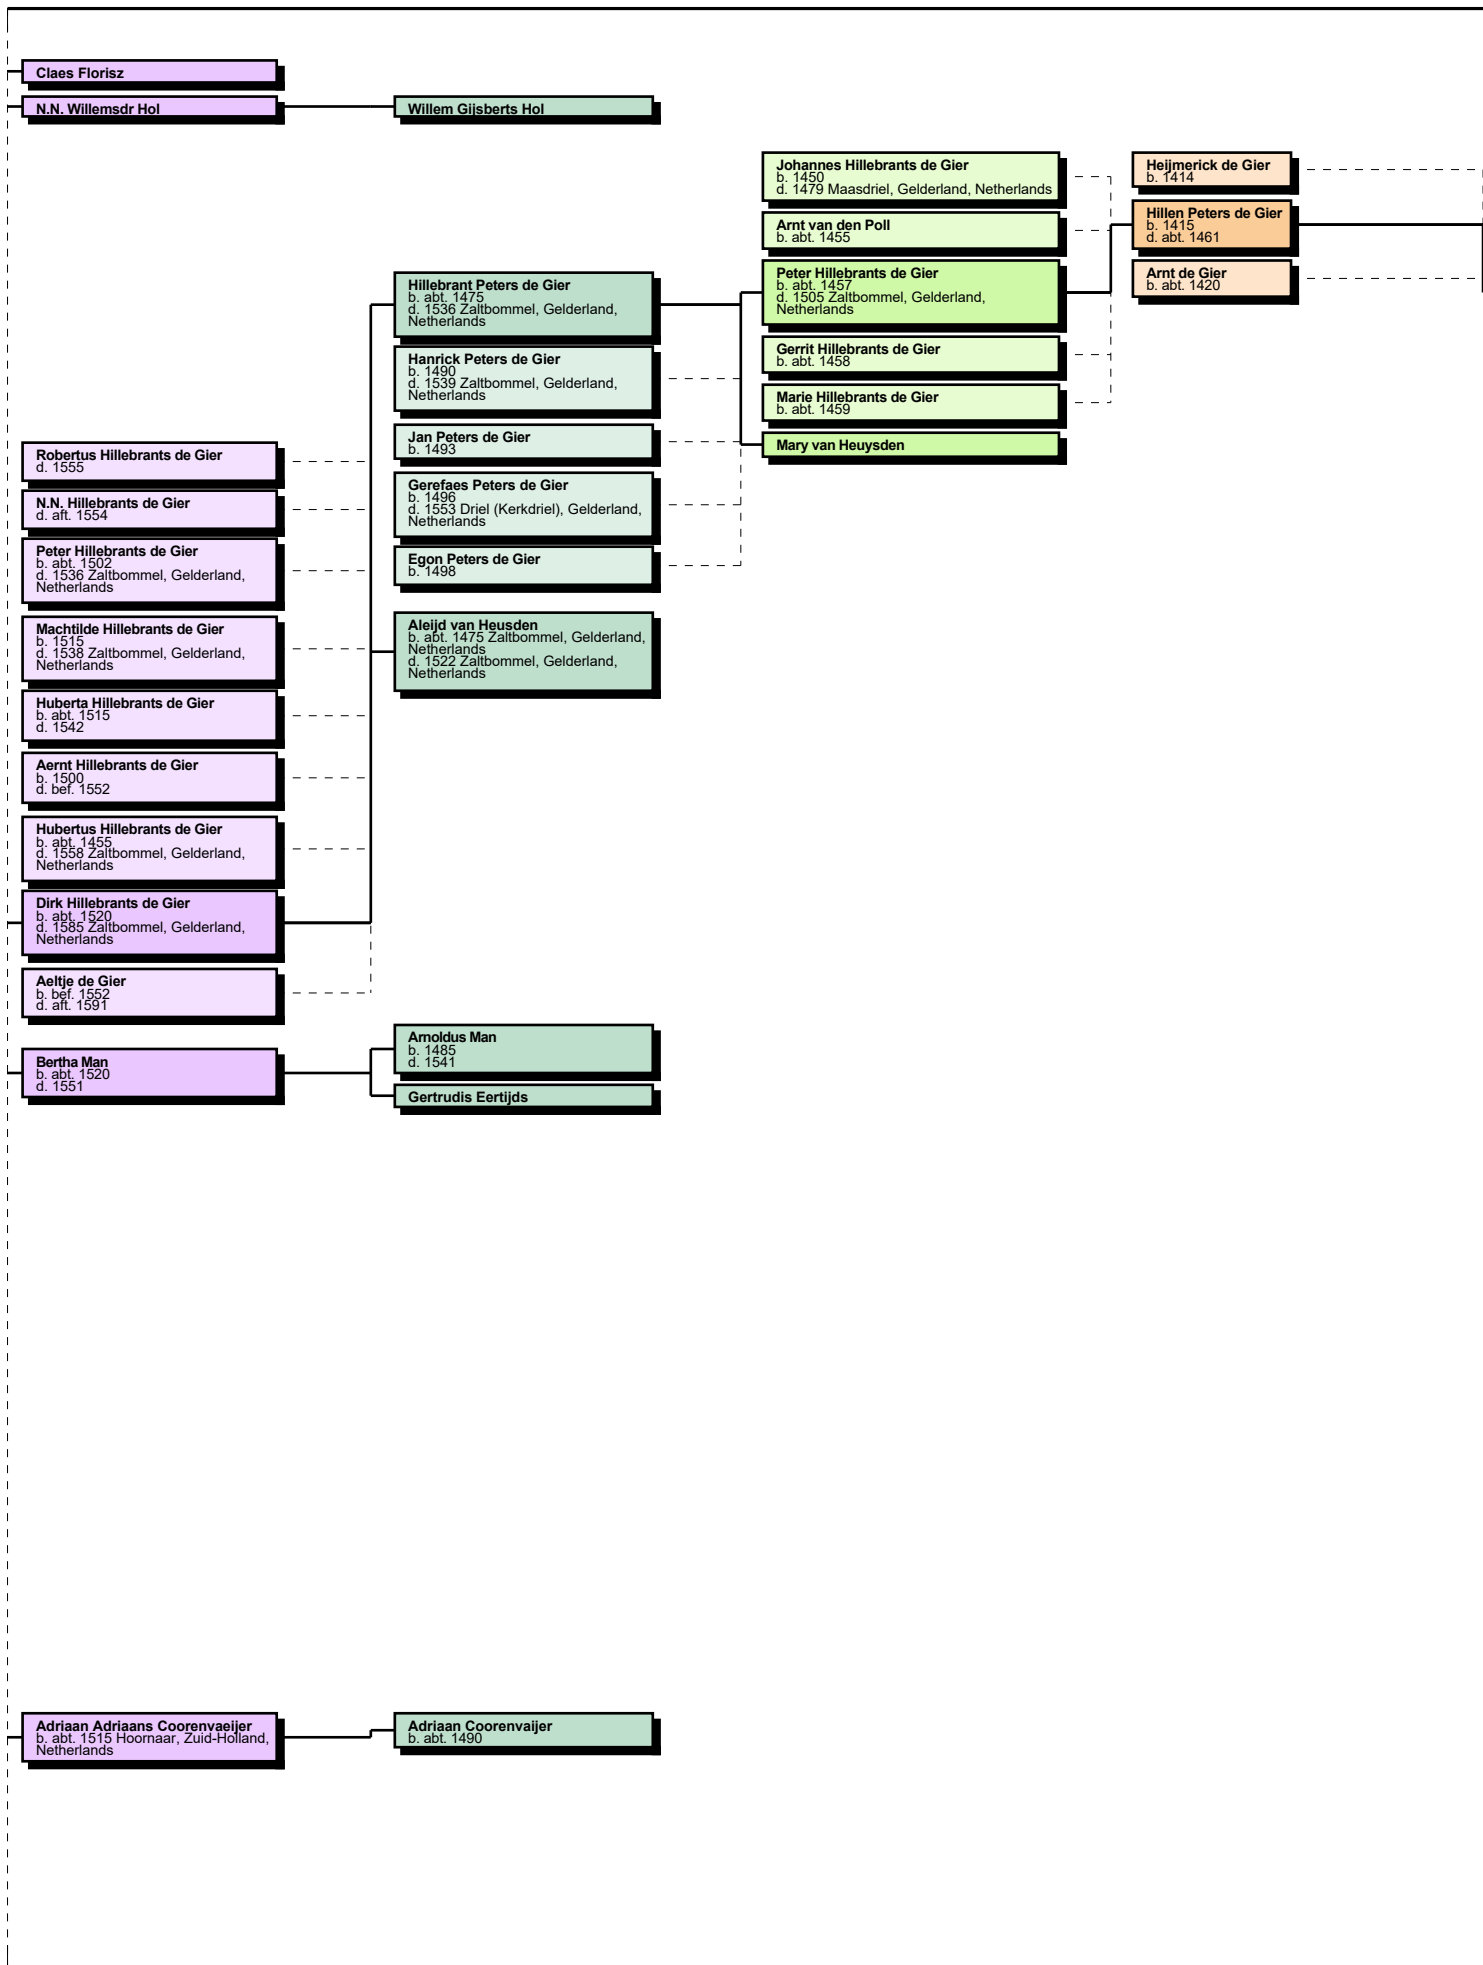 Claes Florisz
N.N. Willemsdr Hol
Willem Gijsberts Hol
Johannes Hillebrants de Gier
b. 1450
d. 1479 Maasdriel, Gelderland, Netherlands
Arnt van den Poll
b. abt. 1455
Peter Hillebrants de Gier
b. abt. 1457
d. 1505 Zaltbommel, Gelderland,
Netherlands
Gerrit Hillebrants de Gier
b. abt. 1458
Marie Hillebrants de Gier
b. abt. 1459
Mary van Heuysden
Heijmerick de Gier
b. 1414
Hillen Peters de Gier
b. 1415
d. abt. 1461
Arnt de Gier
b. abt. 1420
Hillebrant Peters de Gier
b. abt. 1475
d. 1536 Zaltbommel, Gelderland,
Netherlands
Hanrick Peters de Gier
b. 1490
d. 1539 Zaltbommel, Gelderland,
Netherlands
Jan Peters de Gier
b. 1493
Gerefaes Peters de Gier
b. 1496
d. 1553 Driel (Kerkdriel), Gelderland,
Netherlands
Egon Peters de Gier
b. 1498
Aleijd van Heusden
b. abt. 1475 Zaltbommel, Gelderland,
Netherlands
d. 1522 Zaltbommel, Gelderland,
Netherlands
Robertus Hillebrants de Gier
d. 1555
N.N. Hillebrants de Gier
d. aft. 1554
Peter Hillebrants de Gier
b. abt. 1502
d. 1536 Zaltbommel, Gelderland,
Netherlands
Machtilde Hillebrants de Gier
b. 1515
d. 1538 Zaltbommel, Gelderland,
Netherlands
Huberta Hillebrants de Gier
b. abt. 1515
d. 1542
Aernt Hillebrants de Gier
b. 1500
d. bef. 1552
Hubertus Hillebrants de Gier
b. abt. 1455
d. 1558 Zaltbommel, Gelderland,
Netherlands
Dirk Hillebrants de Gier
b. abt. 1520
d. 1585 Zaltbommel, Gelderland,
Netherlands
Aeltje de Gier
b. bef. 1552
d. aft. 1591
Bertha Man
b. abt. 1520
d. 1551
Arnoldus Man
b. 1485
d. 1541
Gertrudis Eertijds
Adriaan Adriaans Coorenvaeijer
b. abt. 1515 Hoornaar, Zuid-Holland,
Netherlands
Adriaan Coorenvaijer
b. abt. 1490